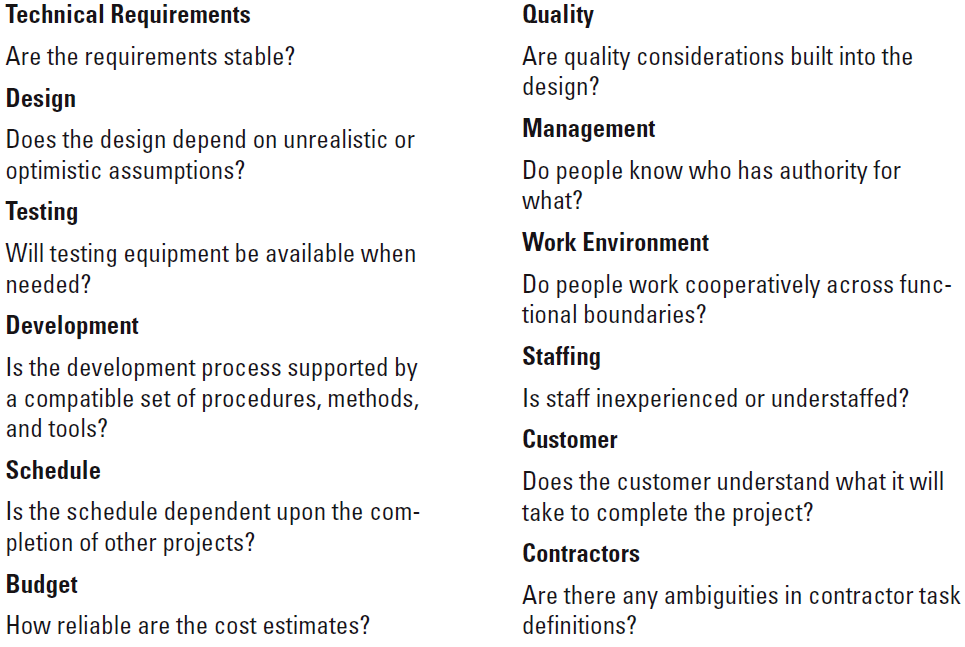 Technical Requirements
Are the requirements stable?
Design
Does the design depend on unrealistic or
optimistic assumptions?
Testing
Will testing equipment be available when
needed?
Development
Is the development process supported by
a compatible set of procedures, methods,
and tools?
Schedule
Is the schedule dependent upon the com-
pletion of other projects?
Budget
How reliable are the cost estimates?
Quality
Are quality considerations built into the
design?
Management
Do people know who has authority for
what?
Work Environment
Do people work cooperatively across func-
tional boundaries?
Staffing
Is staff inexperienced or understaffed?
Customer
Does the customer understand what it will
take to complete the project?
Contractors
Are there any ambiguities in contractor task
definitions?